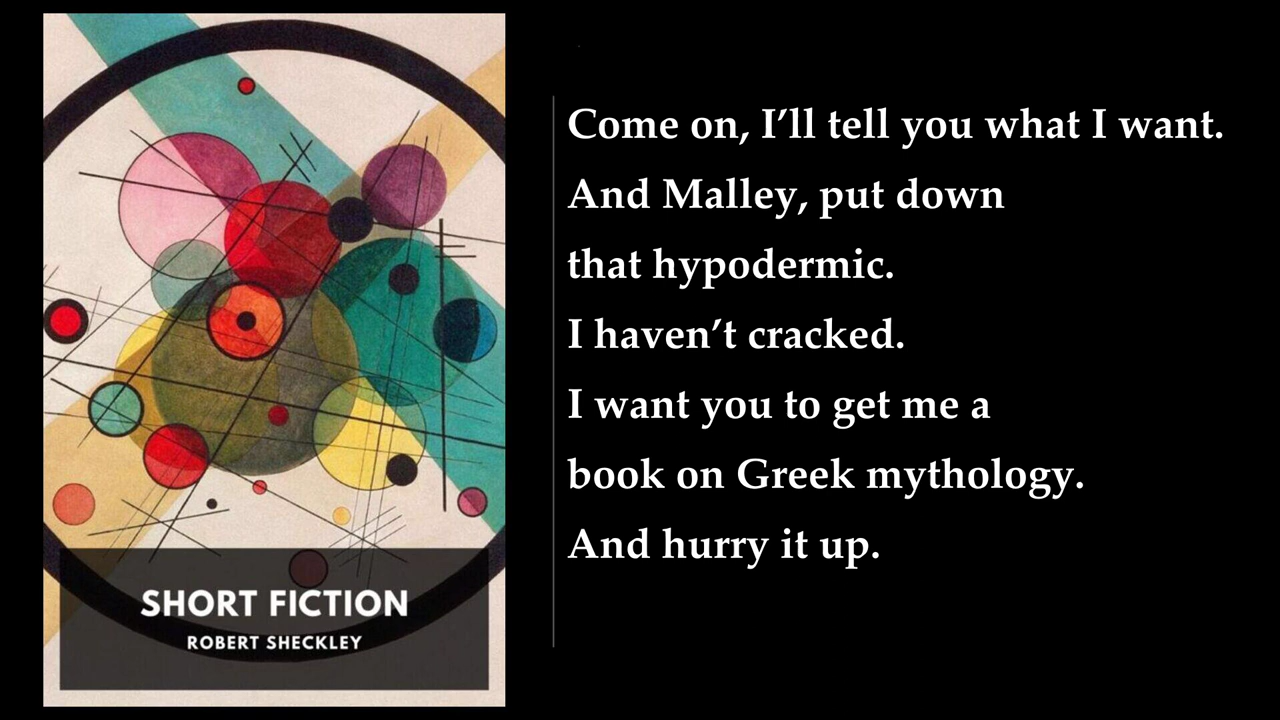 SHORT FICTION
ROBERT SHECKLEY
Come on, I’ll tell you what I want.
And Malley, put down
that hypodermic.
I haven’t cracked.
I want you to get me a
book on Greek mythology.
And hurry it up.